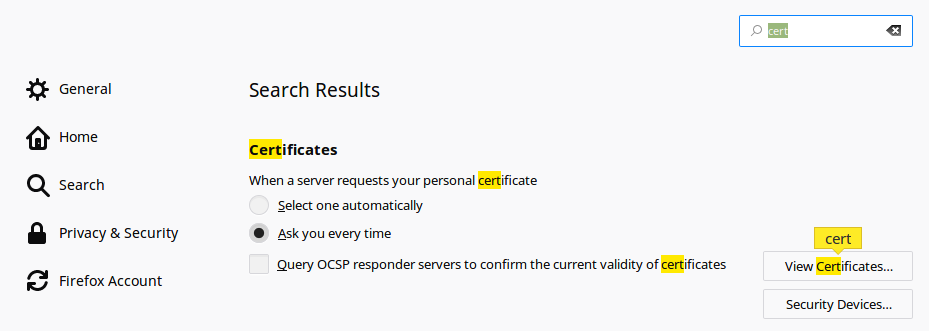 cert
General
Home
Search
Privacy & Security
Firefox Account
Search Results
Certificates
When a server requests your personal certificate
Select one automatically
Ask you every time
Query OCSP responder servers to confirm the current validity of certificates
cert
View Certificates...
Security Devices...